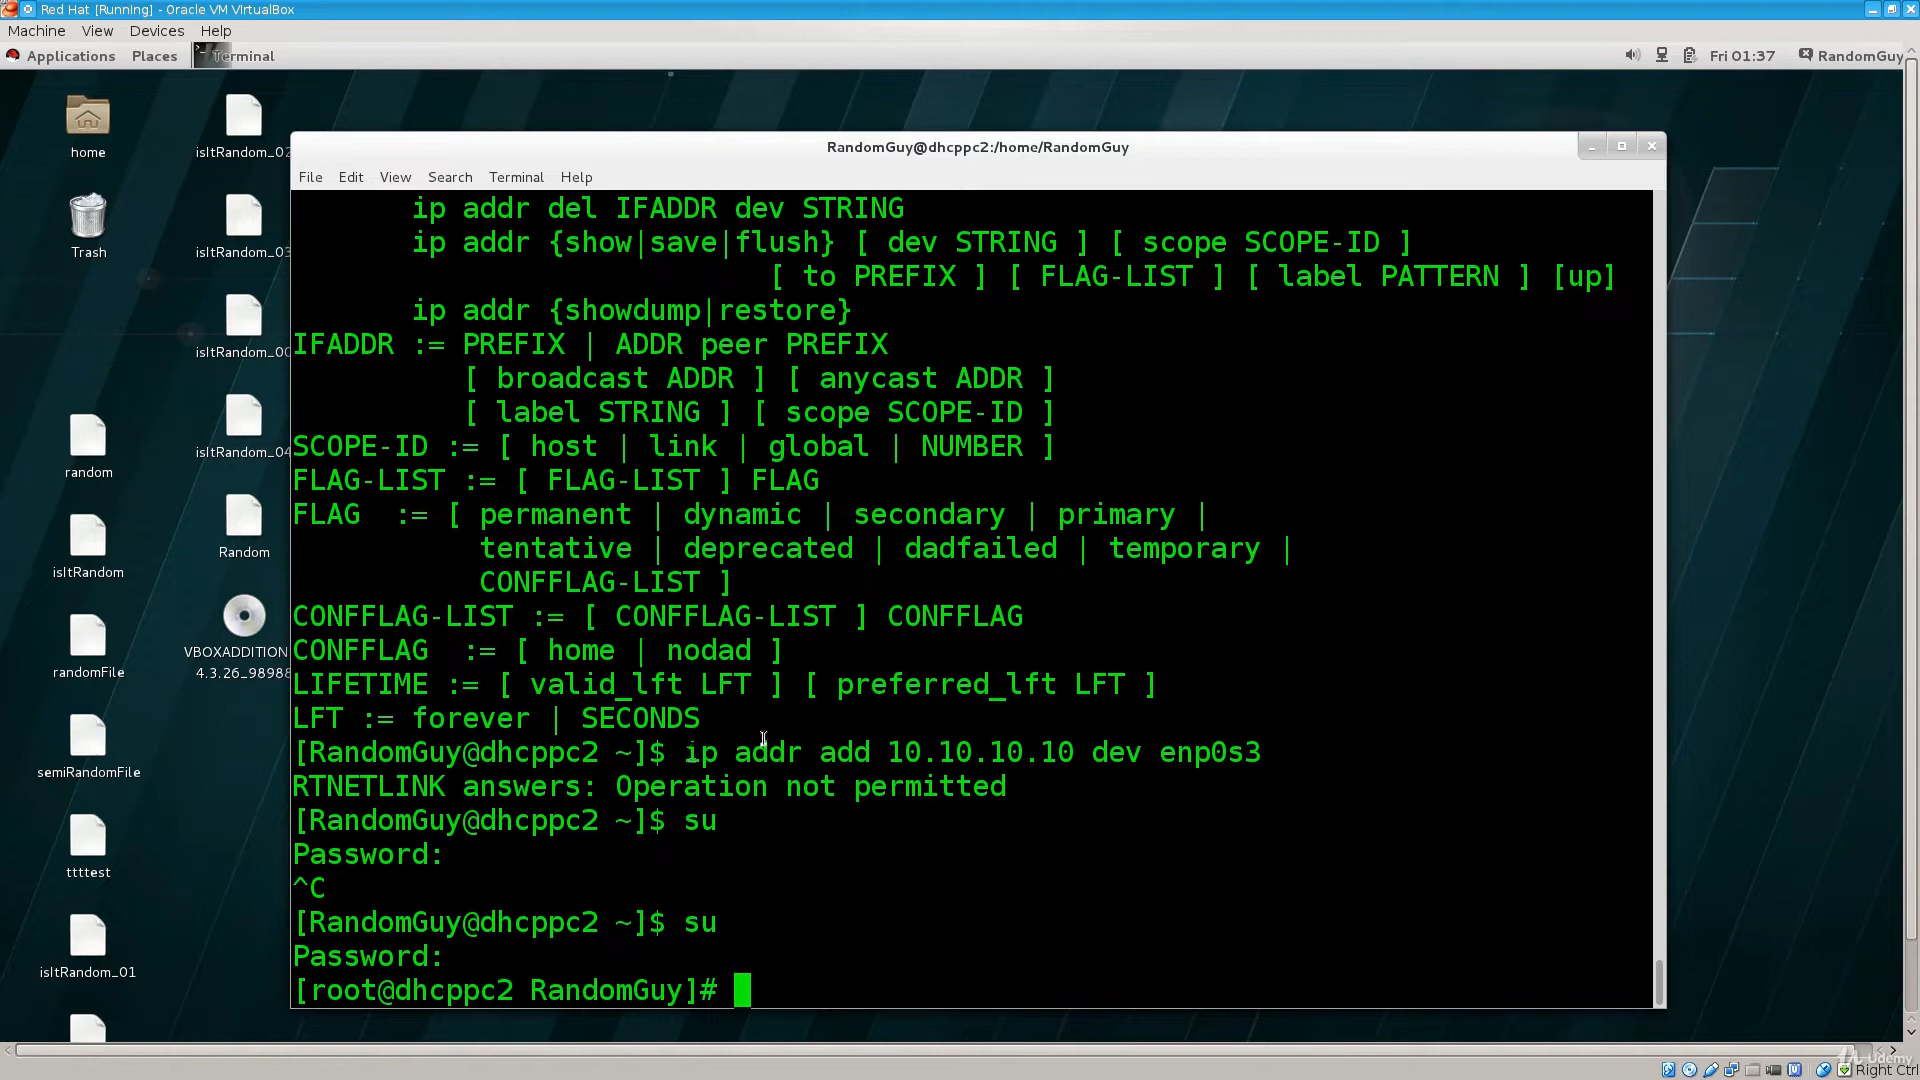 Red Hat [Running] - Oracle VM VirtualBox
Machine View Devices Help
Applications Places Terminal Fri 01:37 RandomGuy
home
isItRandom_02
Trash
isItRandom_03
isItRandom_00
random
isItRandom_04
isItRandom
Random
randomFile
VBOXADDITION
4.3.26_98988
semiRandomFile
ttttest
isItRandom_01
RandomGuy@dhcppc2:/home/RandomGuy
File Edit View Search Terminal Help
ip addr del IFADDR dev STRING
ip addr {show|save|flush} [ dev STRING ] [ scope SCOPE-ID ]
[ to PREFIX ] [ FLAG-LIST ] [ label PATTERN ] [up]
ip addr {showdump|restore}
IFADDR := PREFIX | ADDR peer PREFIX
[ broadcast ADDR ] [ anycast ADDR ]
[ label STRING ] [ scope SCOPE-ID ]
SCOPE-ID := [ host | link | global | NUMBER ]
FLAG-LIST := [ FLAG-LIST ] FLAG
FLAG := [ permanent | dynamic | secondary | primary |
tentative | deprecated | dadfailed | temporary |
CONFFLAG-LIST ]
CONFFLAG-LIST := [ CONFFLAG-LIST ] CONFFLAG
CONFFLAG := [ home | nodad ]
LIFETIME := [ valid_lft LFT ] [ preferred_lft LFT ]
LFT := forever | SECONDS
[RandomGuy@dhcppc2 ~]$ ip addr add 10.10.10.10 dev enp0s3
RTNETLINK answers: Operation not permitted
[RandomGuy@dhcppc2 ~]$ su
Password:
^C
[RandomGuy@dhcppc2 ~]$ su
Password:
[root@dhcppc2 RandomGuy]#
Udemy
Right Ctrl